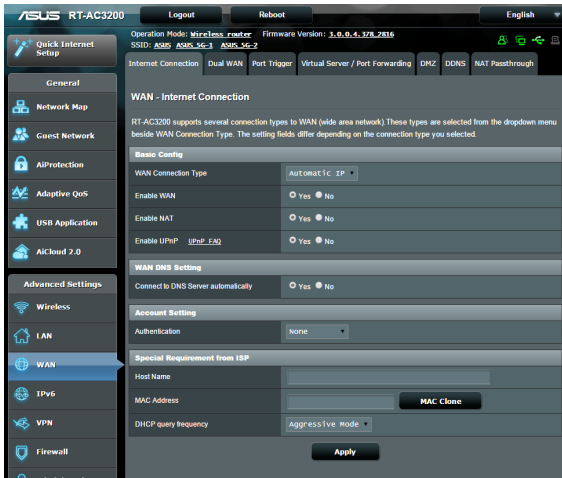 ASUS RT-AC3200 Logout Reboot English
Quick Internet
Setup
General
Network Map
Guest Network
AiProtection
Adaptive QoS
USB Application
AiCloud 2.0
Advanced Settings
Wireless
LAN
WAN
IPv6
VPN
Firewall
Operation Mode: Wireless router Firmware Version: 3.0.0.4.378_2816
SSID: ASUS ASUS_5G-1 ASUS_5G-2
Internet Connection Dual WAN Port Trigger Virtual Server / Port Forwarding DMZ DDNS NAT Passthrough
WAN - Internet Connection
RT-AC3200 supports several connection types to WAN (wide area network).These types are selected from the dropdown menu
beside WAN Connection Type. The setting fields differ depending on the connection type you selected.
Basic Config
WAN Connection Type Automatic IP
Enable WAN Yes No
Enable NAT Yes No
Enable UPnP UPnP FAQ Yes No
WAN DNS Setting
Connect to DNS Server automatically Yes No
Account Setting
Authentication None
Special Requirement from ISP
Host Name
MAC Address MAC Clone
DHCP query frequency Aggressive Mode
Apply